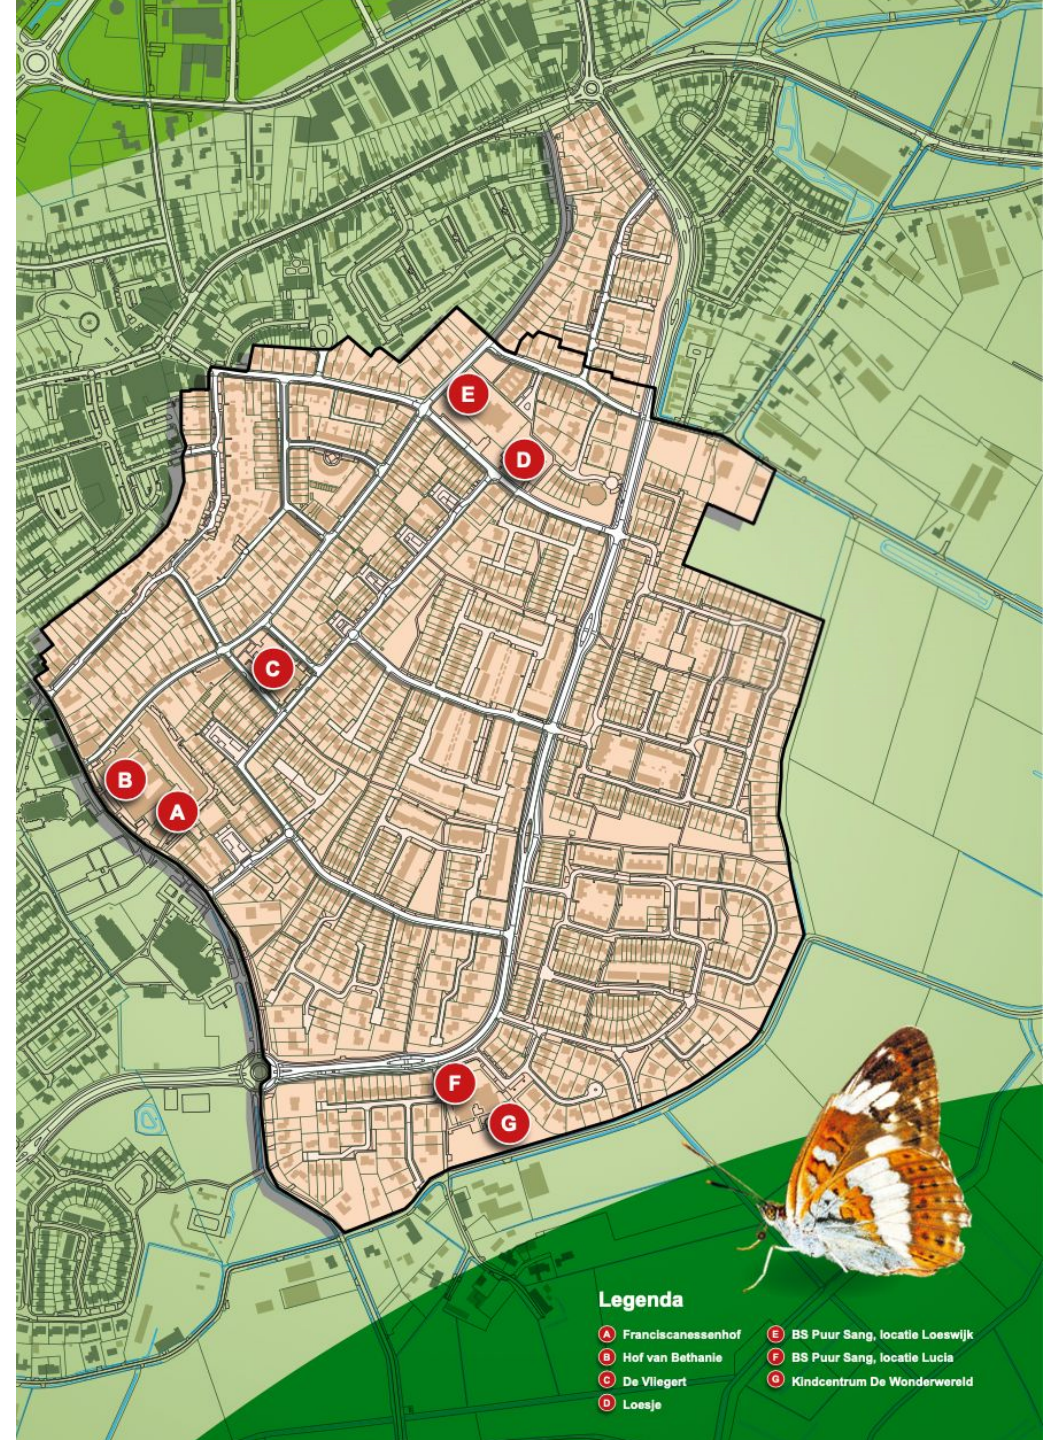 E
D
C
B
A
F
G
Legenda
A Franciscanessenhof
B Hof van Bethanie
C De Vliegert
D Loesje
E BS Puur Sang, locatie Loeswijk
F BS Puur Sang, locatie Lucia
G Kindcentrum De Wonderwereld